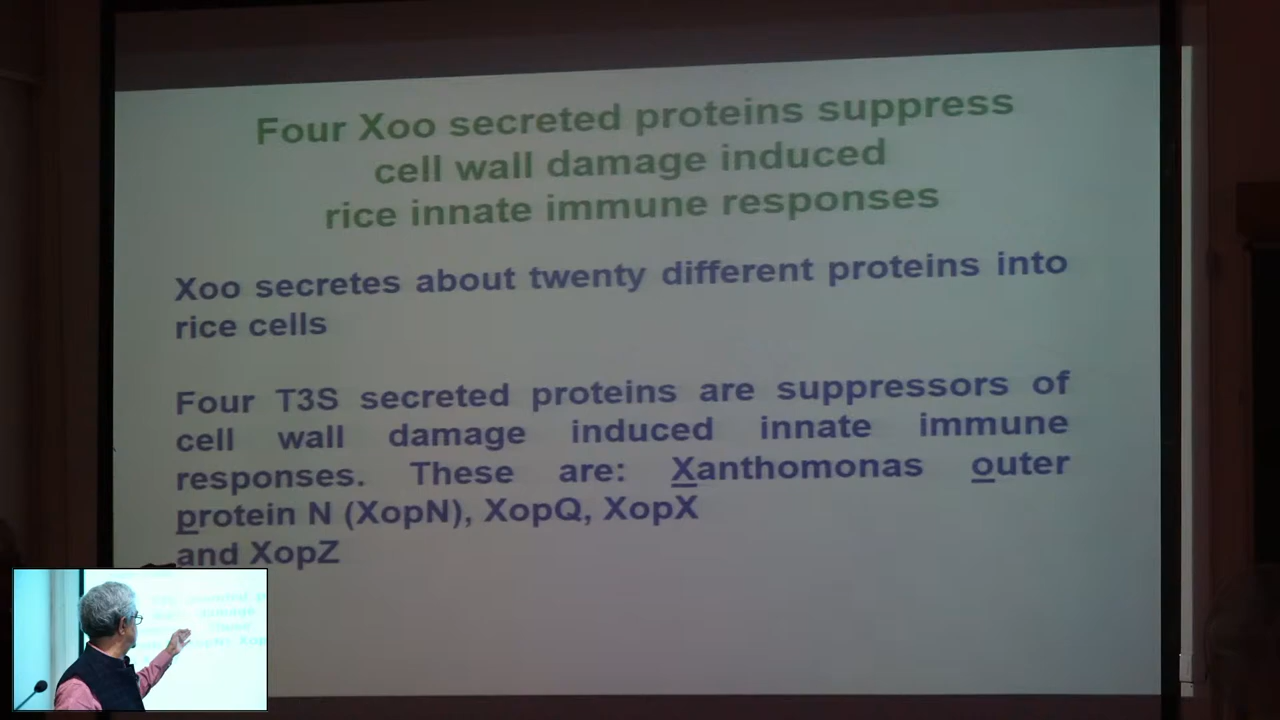 Four Xoo secreted proteins suppress
cell wall damage induced
rice innate immune responses
Xoo secretes about twenty different proteins into
rice cells
Four T3S secreted proteins are suppressors of
cell wall damage induced innate immune
responses. These are: Xanthomonas outer
protein N (XopN), XopQ, XopX
and XopZ